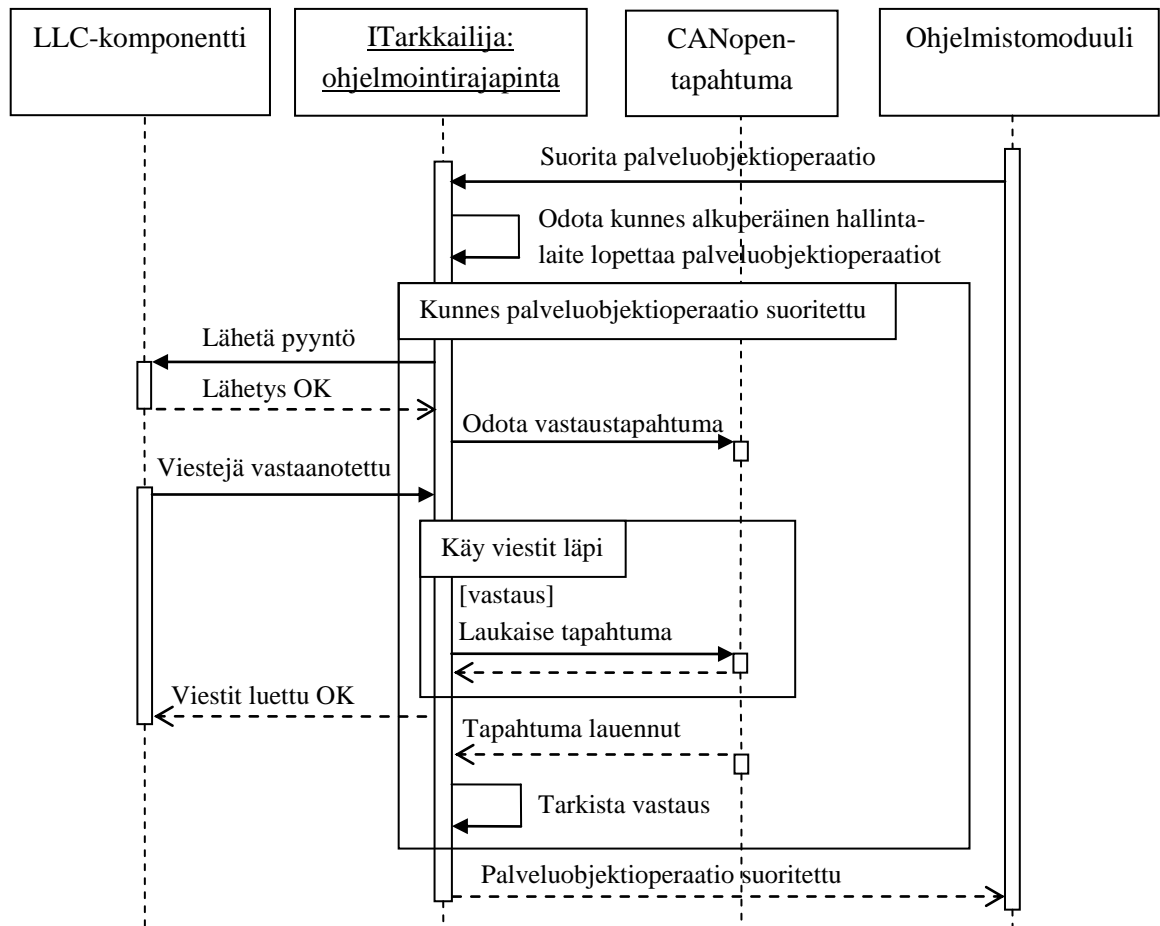 LLC-komponentti
ITarkkailija:
ohjelmointirajapinta
CANopen-
tapahtuma
Ohjelmistomoduuli
Suorita palveluobjektioperaatio
Odota kunnes alkuperäinen hallinta-
laite lopettaa palveluobjektioperaatiot
Kunnes palveluobjektioperaatio suoritettu
Lähetä pyyntö
Lähetys OK
Odota vastaustapahtuma
Viestejä vastaanotettu
Käy viestit läpi
[vastaus]
Laukaise tapahtuma
Viestit luettu OK
Tapahtuma lauennut
Tarkista vastaus
Palveluobjektioperaatio suoritettu